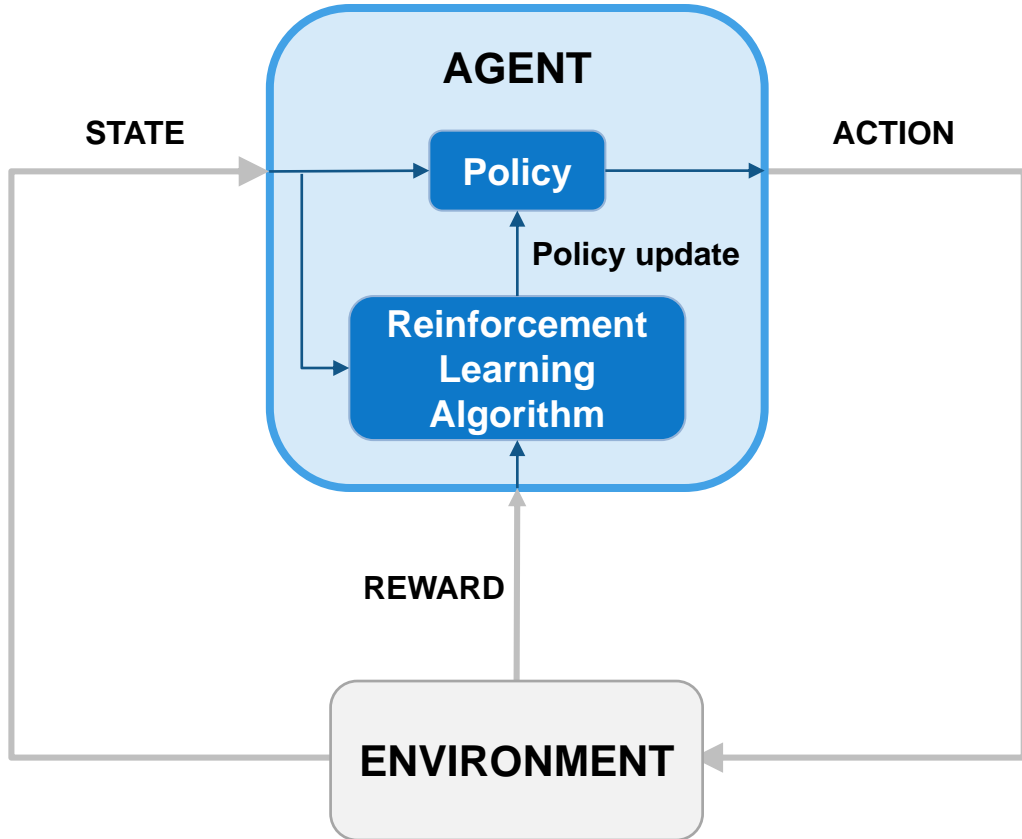 AGENT
STATE
ACTION
Policy
Policy update
Reinforcement
Learning
Algorithm
REWARD
ENVIRONMENT